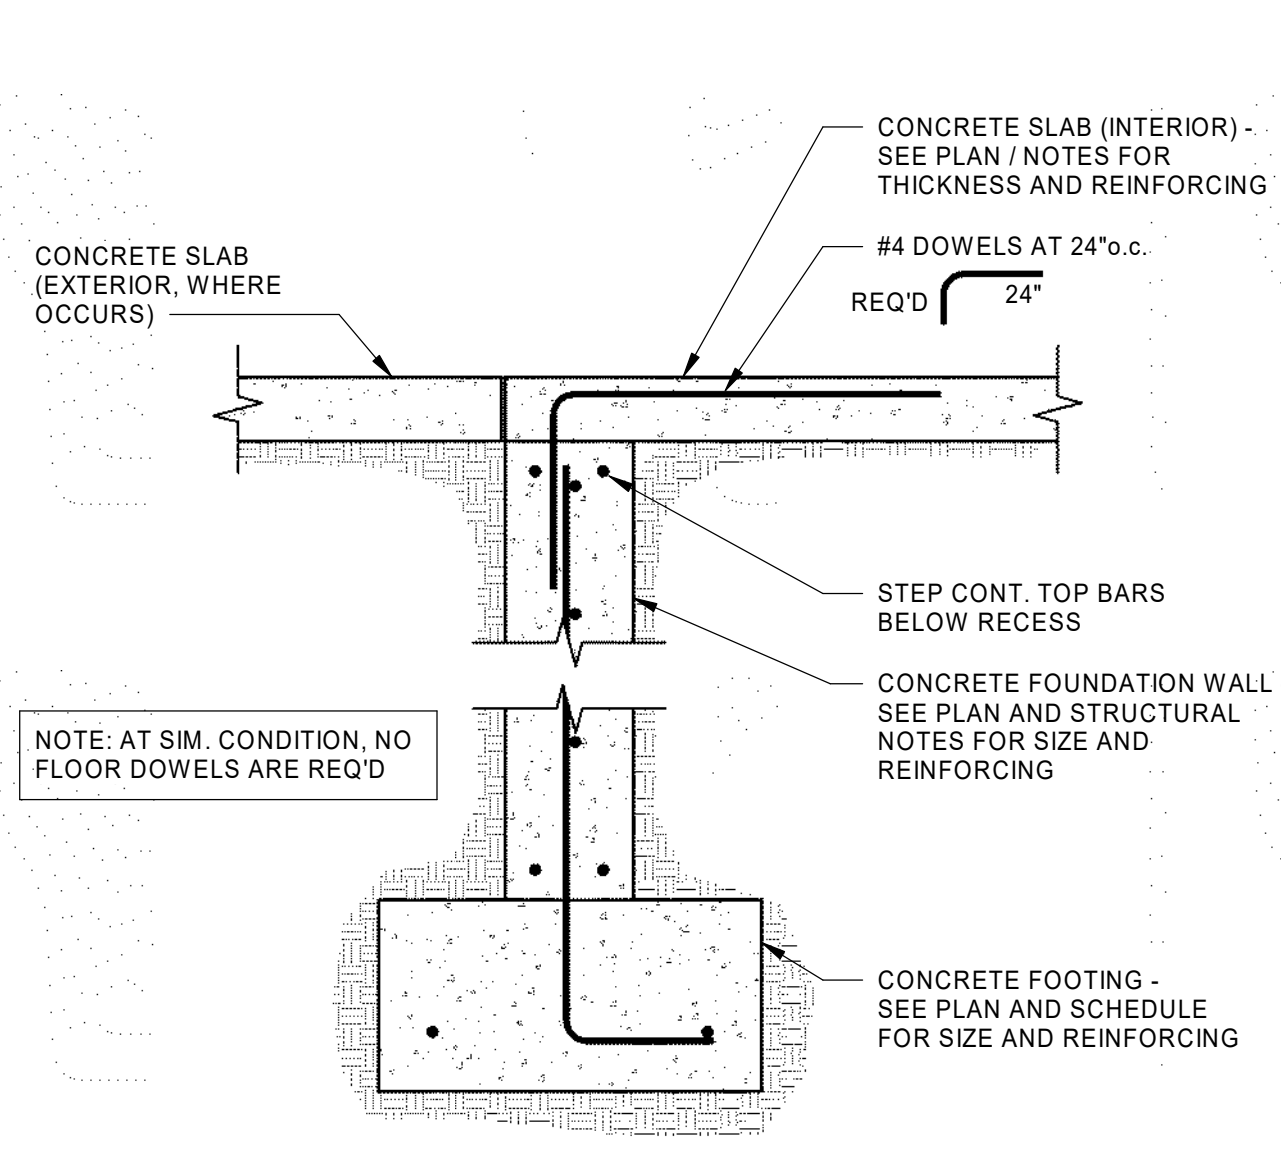 CONCRETE SLAB (INTERIOR) -
SEE PLAN / NOTES FOR
THICKNESS AND REINFORCING
#4 DOWELS AT 24"o.c.
REQ'D
24"
CONCRETE SLAB
(EXTERIOR, WHERE
OCCURS)
STEP CONT. TOP BARS
BELOW RECESS
CONCRETE FOUNDATION WALL
SEE PLAN AND STRUCTURAL
NOTES FOR SIZE AND
REINFORCING
NOTE: AT SIM. CONDITION, NO
FLOOR DOWELS ARE REQ'D
CONCRETE FOOTING -
SEE PLAN AND SCHEDULE
FOR SIZE AND REINFORCING